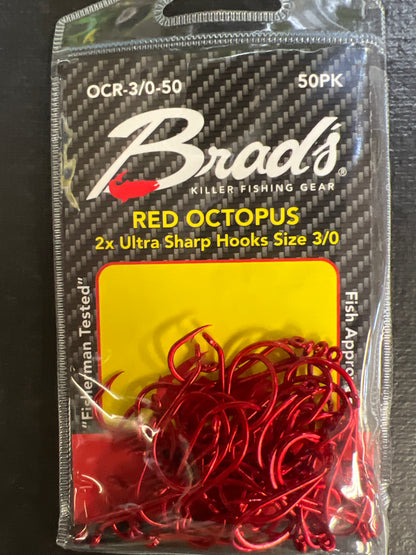 OCR-3/0-50 50PK
Brad's®
KILLER FISHING GEAR
RED OCTOPUS
2x Ultra Sharp Hooks Size 3/0
"Fisherman Tested"
Fish